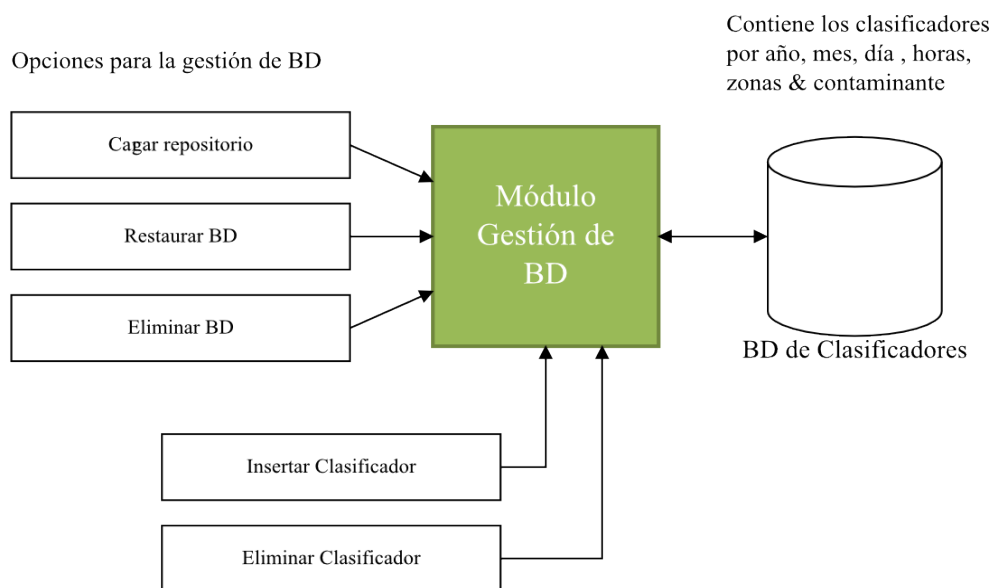 Contiene los clasificadores
por año, mes, día , horas,
zonas & contaminante
Opciones para la gestión de BD
Cagar repositorio
Restaurar BD
Eliminar BD
Módulo
Gestión de
BD
BD de Clasificadores
Insertar Clasificador
Eliminar Clasificador